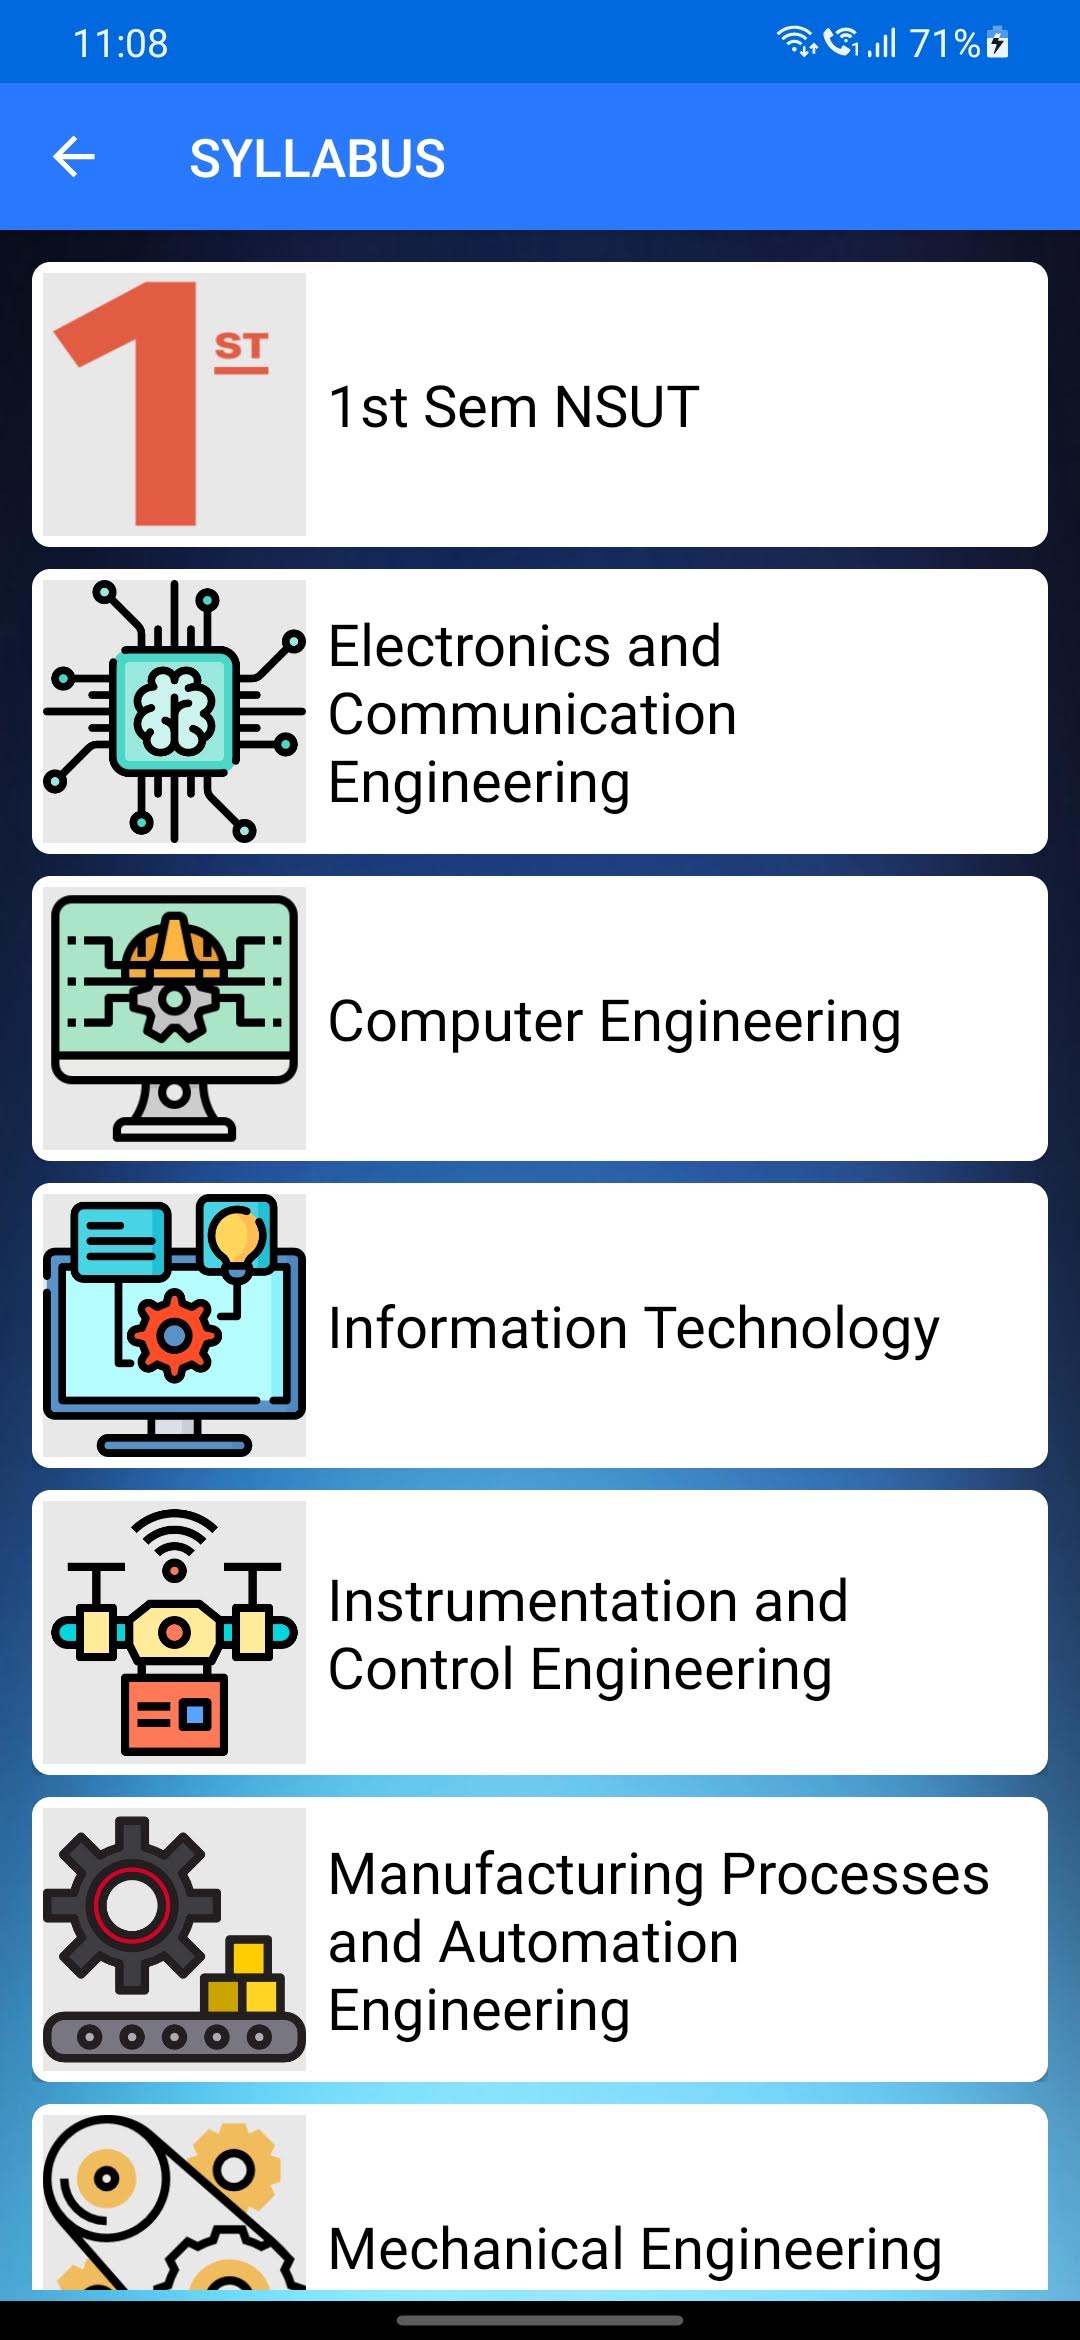 11:08
1 71%
SYLLABUS
1 ST
1st Sem NSUT
Electronics and
Communication
Engineering
Computer Engineering
Information Technology
Instrumentation and
Control Engineering
Manufacturing Processes
and Automation
Engineering
Mechanical Engineering